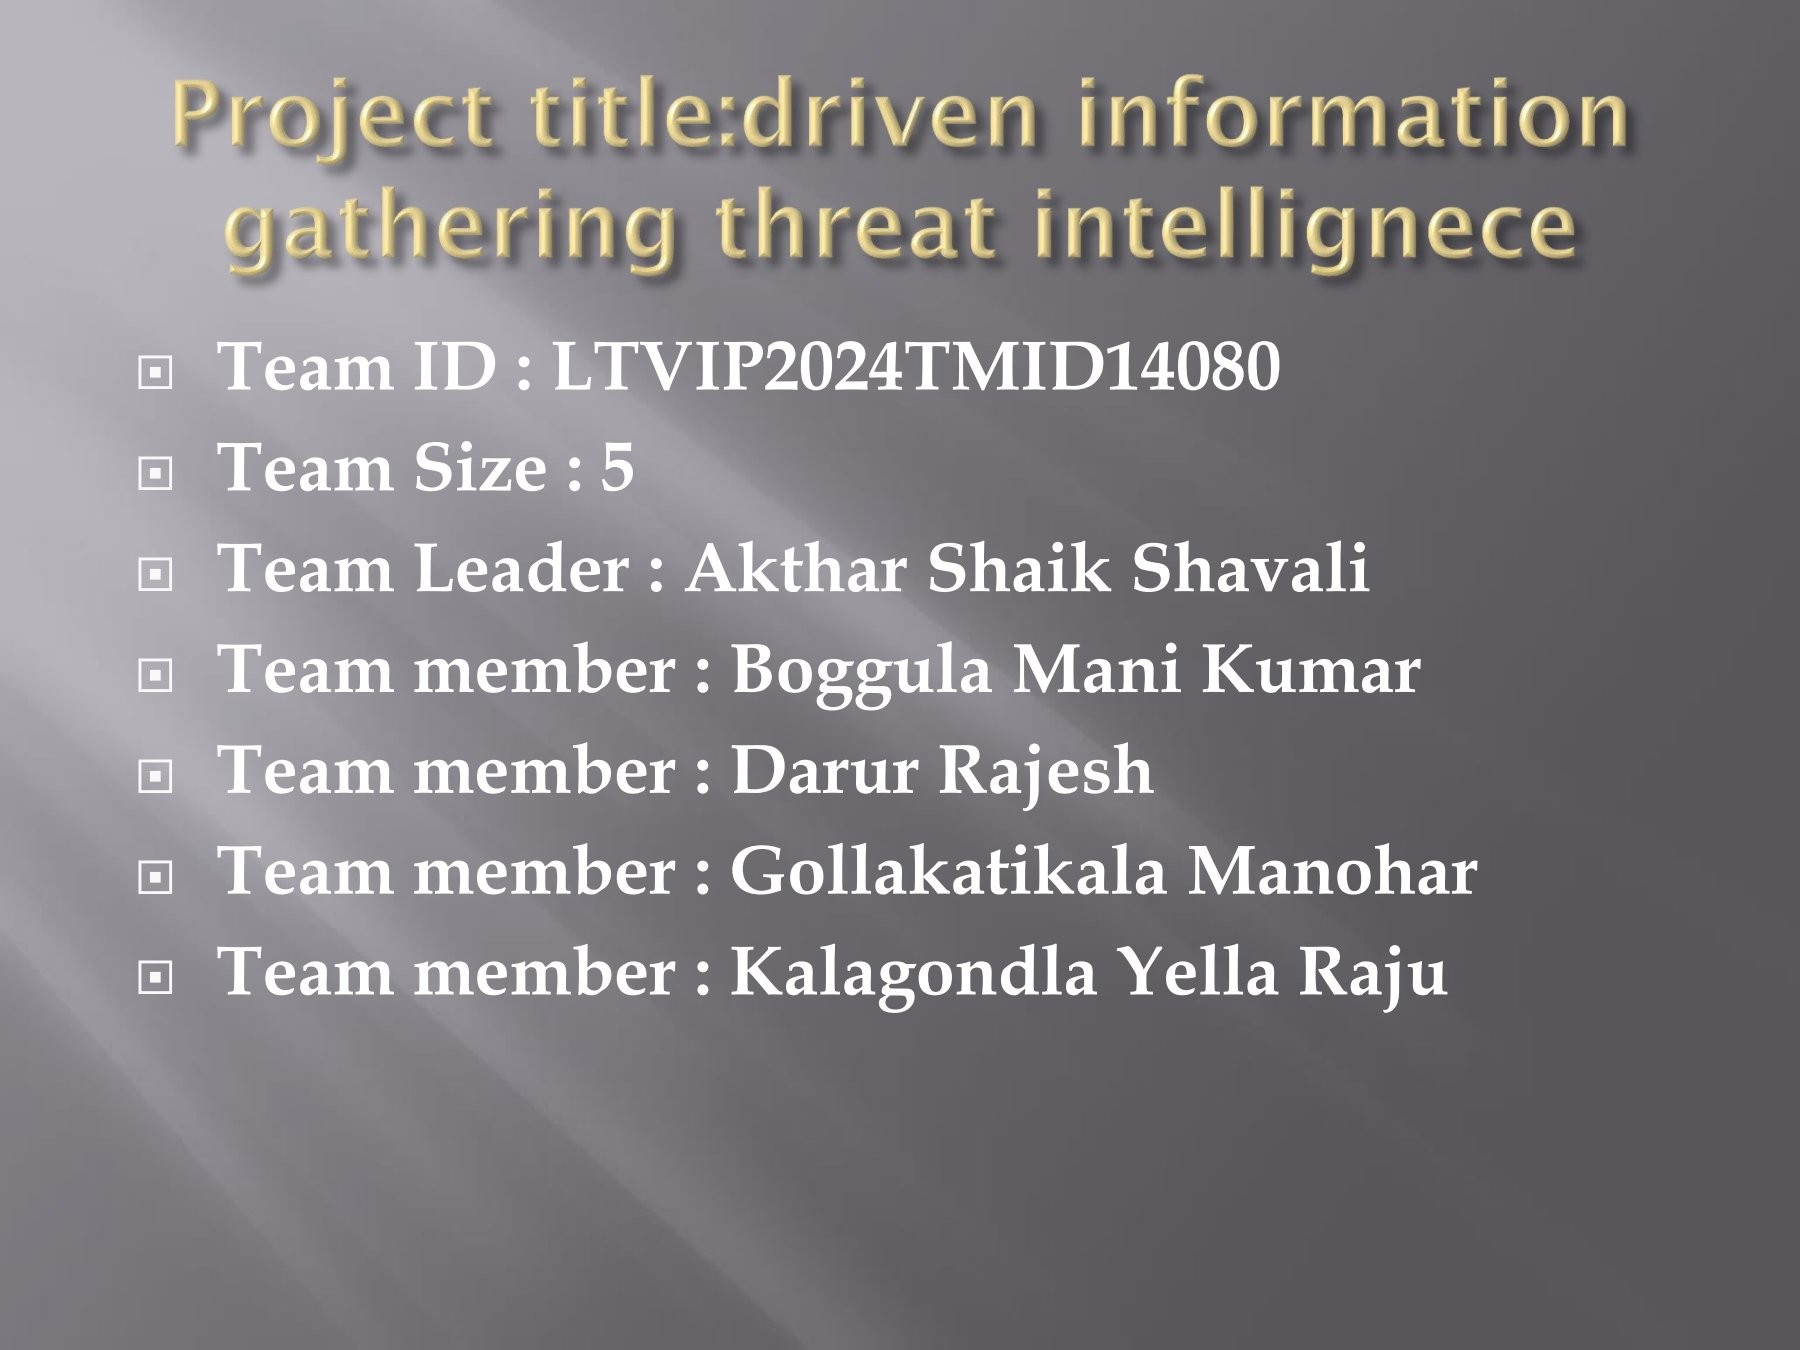 Project title:driven information
gathering threat intellignece
Team ID : LTVIP2024TMID14080
Team Size : 5
Team Leader : Akthar Shaik Shavali
Team member : Boggula Mani Kumar
Team member : Darur Rajesh
Team member : Gollakatikala Manohar
Team member : Kalagondla Yella Raju